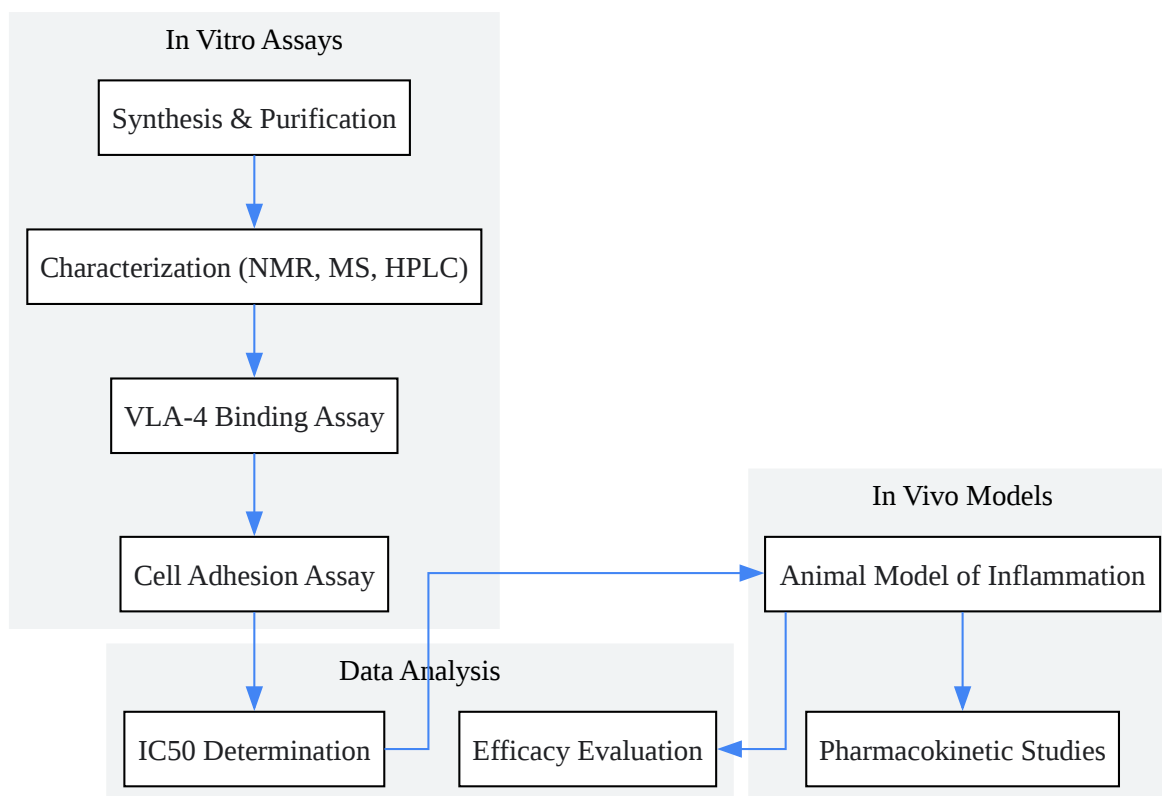 In Vitro Assays
Synthesis & Purification
Characterization (NMR, MS, HPLC)
VLA-4 Binding Assay
Cell Adhesion Assay
In Vivo Models
Animal Model of Inflammation
Data Analysis
IC50 Determination
Efficacy Evaluation
Pharmacokinetic Studies